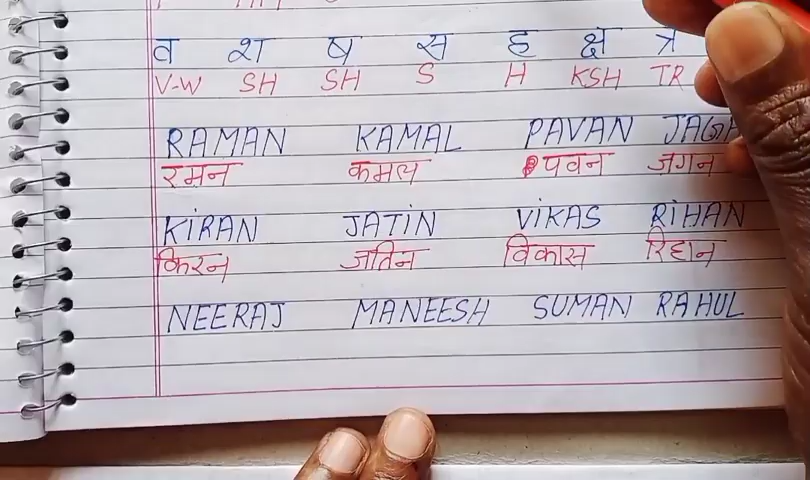 व श ष स ह क्ष त्र
V-W SH SH S H KSH TR
RAMAN KAMAL PAVAN
रमन कमल पवन जगन
KiRAN JATiN ViKAS RiHAN
किरन जतिन विकास रिहान
NEERAJ MANEESH SUMAN RAHUL